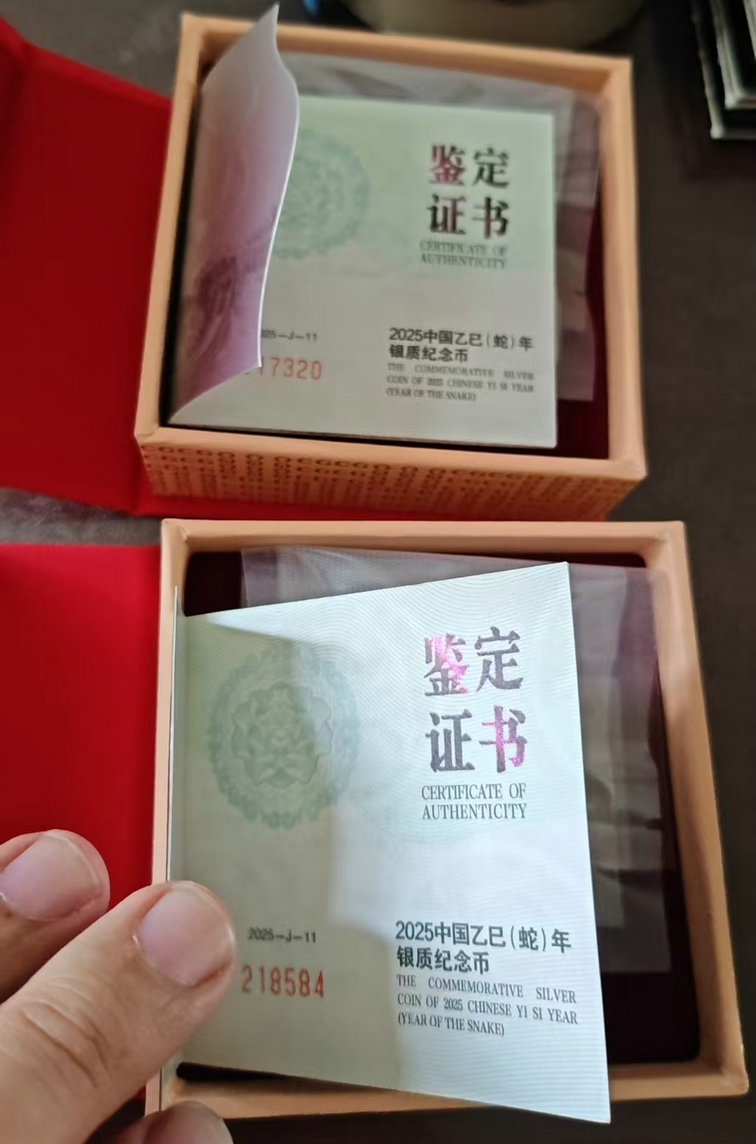 鉴定
证书
CERTIFICATE OF
AUTHENTICITY
25-J-11
17320
2025中国乙巳(蛇)年
银质纪念币
THE COMMEMORATIVE SILVER
COIN OF 2025 CHINESE YI SI YEAR
(YEAR OF THE SNAKE)
鉴定
证书
CERTIFICATE OF
AUTHENTICITY
2025-J-11
218584
2025中国乙巳(蛇)年
银质纪念币
THE COMMEMORATIVE SILVER
COIN OF 2025 CHINESE YI SI YEAR
(YEAR OF THE SNAKE)